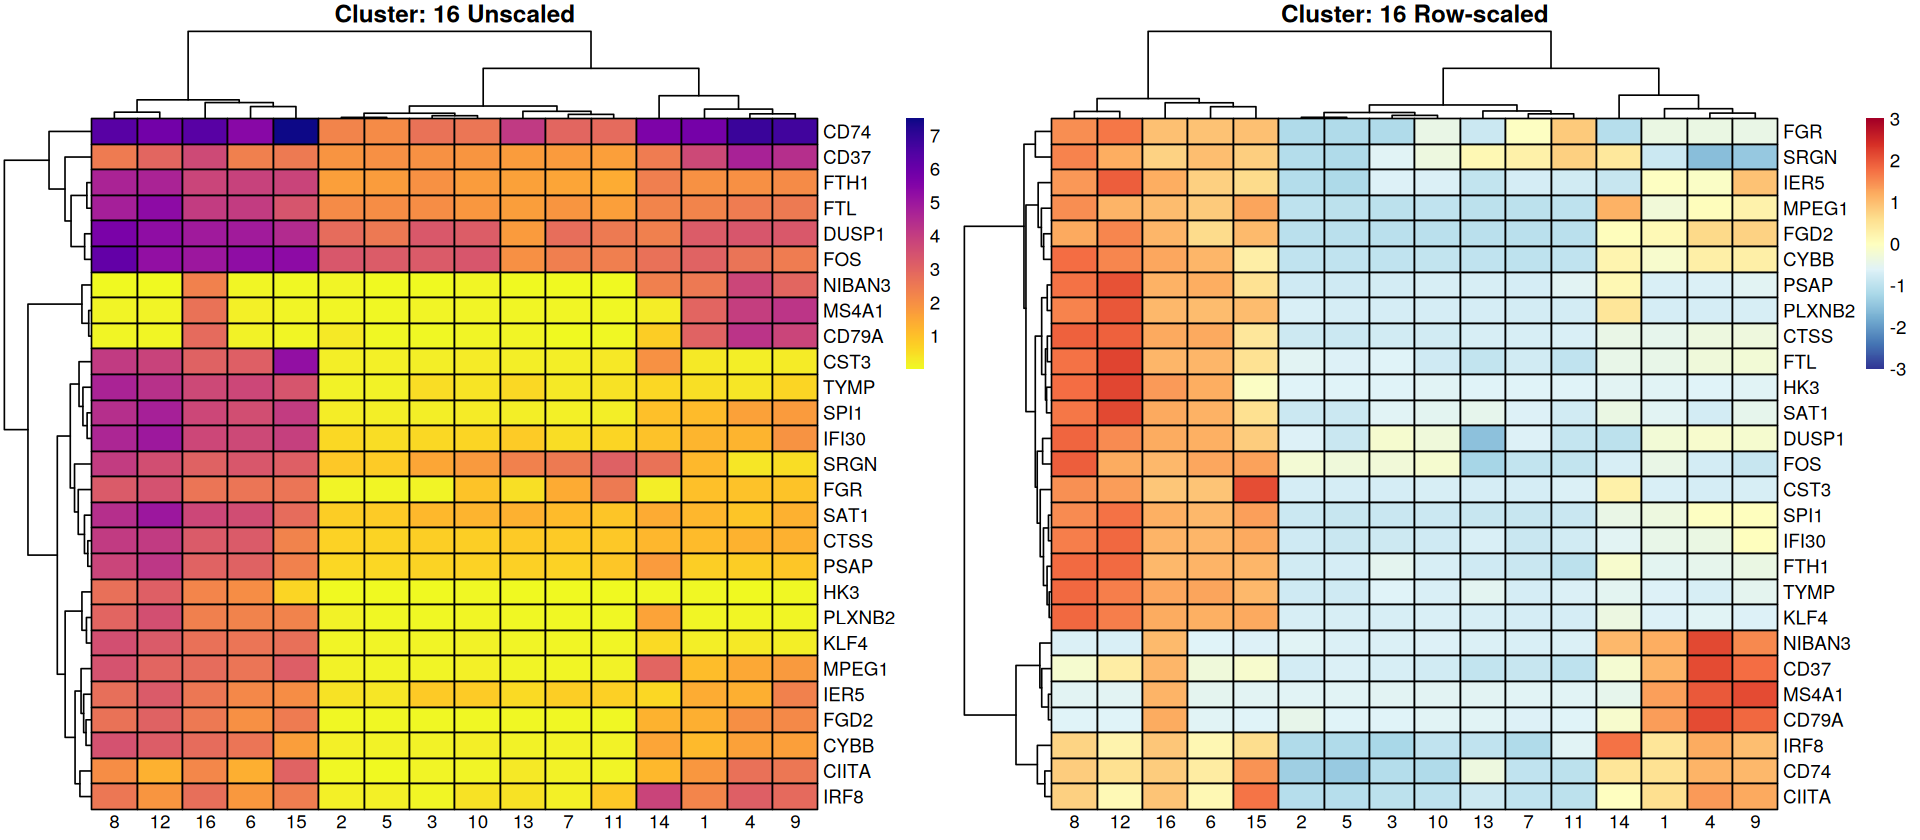 Cluster: 16 Unscaled
CD74
CD37
FTH1
FTL
DUSP1
FOS
NIBAN3
MS4A1
CD79A
CST3
TYMP
SPI1
IFI30
SRGN
FGR
SAT1
CTSS
PSAP
HK3
PLXNB2
KLF4
MPEG1
IER5
FGD2
CYBB
CIITA
IRF8
8 12 16 6 15 2 5 3 10 13 7 11 14 1 4 9
7
6
5
4
3
2
1
Cluster: 16 Row-scaled
FGR
SRGN
IER5
MPEG1
FGD2
CYBB
PSAP
PLXNB2
CTSS
FTL
HK3
SAT1
DUSP1
FOS
CST3
SPI1
IFI30
FTH1
TYMP
KLF4
NIBAN3
CD37
MS4A1
CD79A
IRF8
CD74
CIITA
8 12 16 6 15 2 5 3 10 13 7 11 14 1 4 9
3
2
1
0
-1
-2
-3